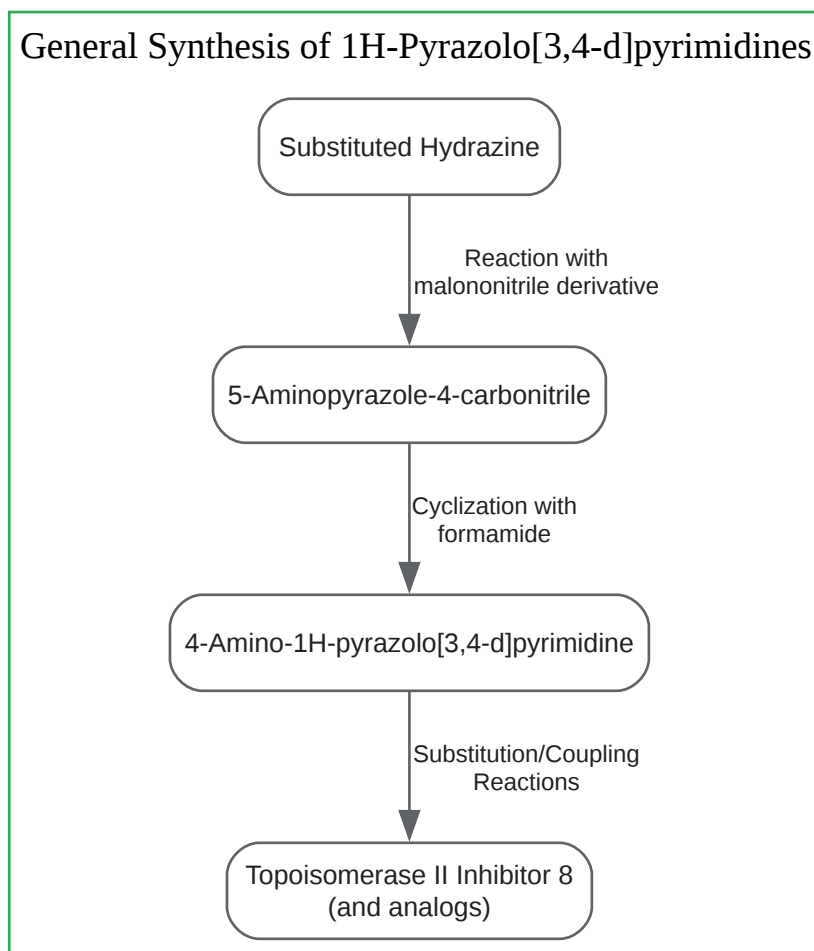 General Synthesis of 1H-Pyrazolo[3,4-d]pyrimidines
Substituted Hydrazine
Reaction with
malononitrile derivative
5-Aminopyrazole-4-carbonitrile
Cyclization with
formamide
4-Amino-1H-pyrazolo[3,4-d]pyrimidine
Substitution/Coupling
Reactions
Topoisomerase II Inhibitor 8
(and analogs)